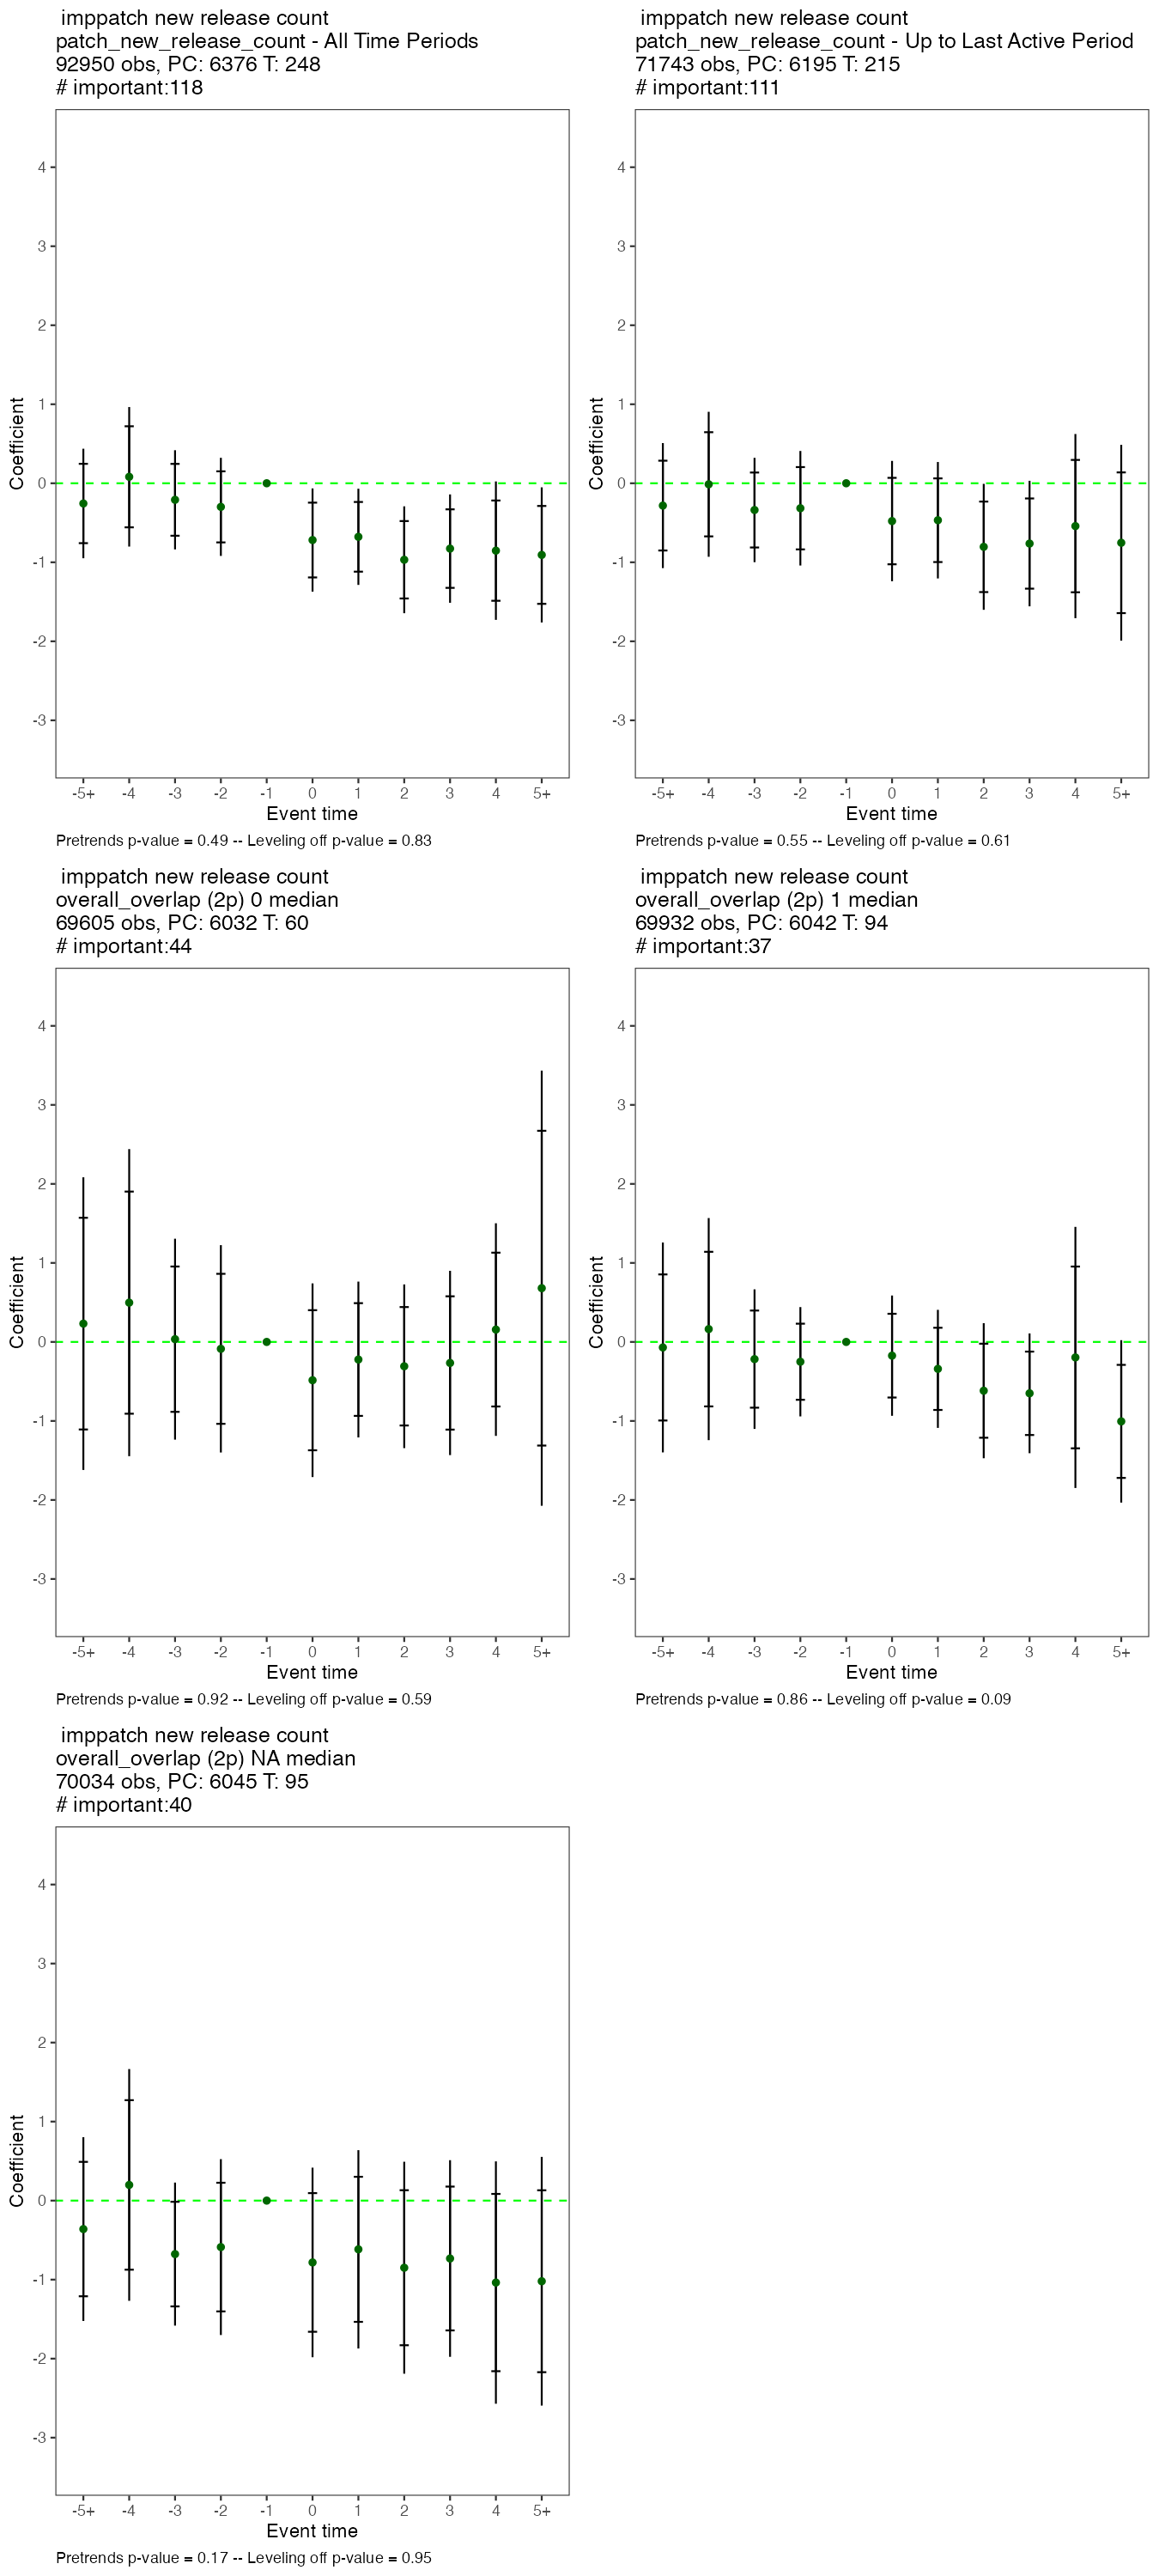 imppatch new release count
patch_new_release_count - All Time Periods
92950 obs, PC: 6376 T: 248
# important:118
4
3
2
1
0
-1
-2
-3
Coefficient
-5+ -4 -3 -2 -1 0 1 2 3 4 5+
Event time
Pretrends p-value = 0.49 -- Leveling off p-value = 0.83
imppatch new release count
patch_new_release_count - Up to Last Active Period
71743 obs, PC: 6195 T: 215
# important:111
4
3
2
1
0
-1
-2
-3
Coefficient
-5+ -4 -3 -2 -1 0 1 2 3 4 5+
Event time
Pretrends p-value = 0.55 -- Leveling off p-value = 0.61
imppatch new release count
overall_overlap (2p) 0 median
69605 obs, PC: 6032 T: 60
# important:44
4
3
2
1
0
-1
-2
-3
Coefficient
-5+ -4 -3 -2 -1 0 1 2 3 4 5+
Event time
Pretrends p-value = 0.92 -- Leveling off p-value = 0.59
imppatch new release count
overall_overlap (2p) 1 median
69932 obs, PC: 6042 T: 94
# important:37
4
3
2
1
0
-1
-2
-3
Coefficient
-5+ -4 -3 -2 -1 0 1 2 3 4 5+
Event time
Pretrends p-value = 0.86 -- Leveling off p-value = 0.09
imppatch new release count
overall_overlap (2p) NA median
70034 obs, PC: 6045 T: 95
# important:40
4
3
2
1
0
-1
-2
-3
Coefficient
-5+ -4 -3 -2 -1 0 1 2 3 4 5+
Event time
Pretrends p-value = 0.17 -- Leveling off p-value = 0.95